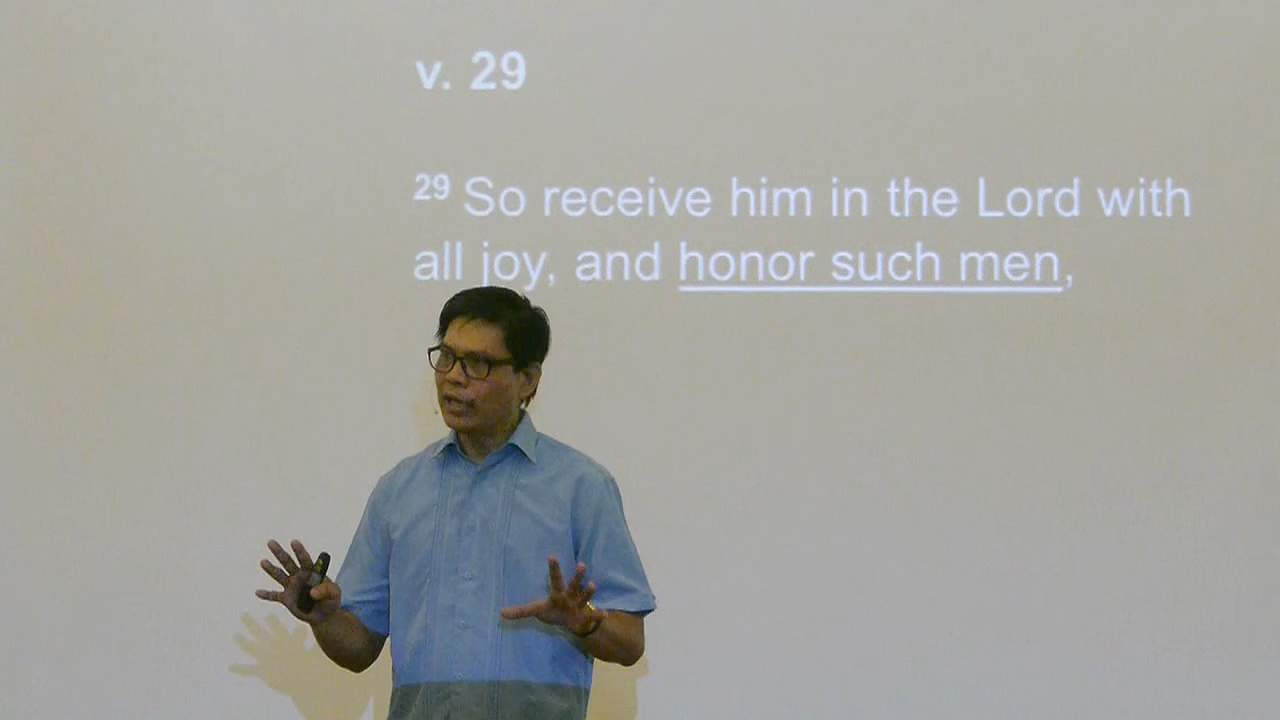 v. 29
29 So receive him in the Lord with
all joy, and honor such men,